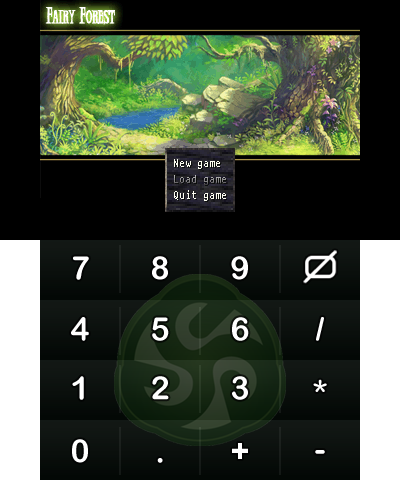 Fairy Forest
New game
Load game
Quit game
7 8 9
4 5 6 /
1 2 3 *
0 . + -